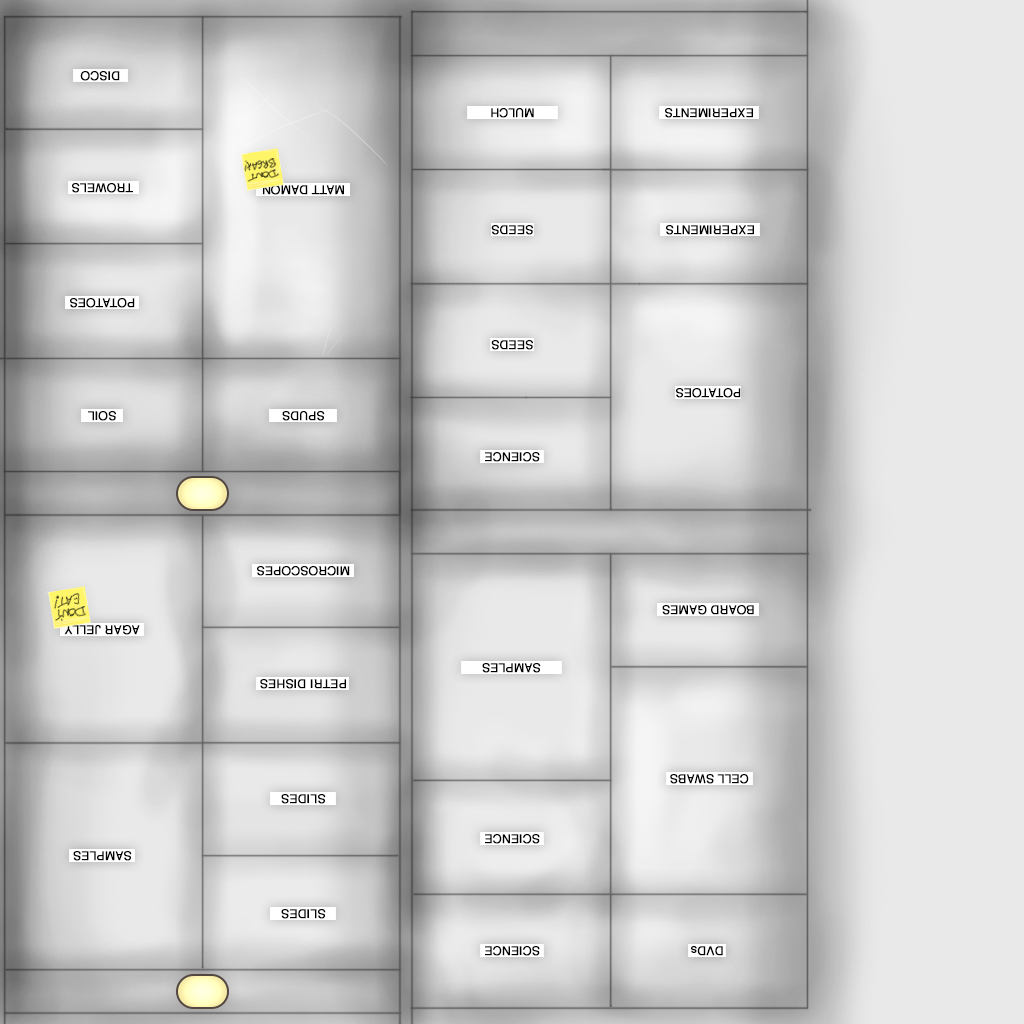 DVDs
SCIENCE
SLIDES
SAMPLES
SCIENCE
SLIDES
CELL SWABS
PETRI DISHES
SAMPLES
AGAR JELLY
DON'T
EAT!
BOARD GAMES
MICROSCOPES
SCIENCE
SPUDS
SOIL
POTATOES
SEEDS
POTATOES
EXPERIMENTS
SEEDS
MATT DAMON
DON'T
BREAK!
TROWELS
EXPERIMENTS
MULCH
DISCO